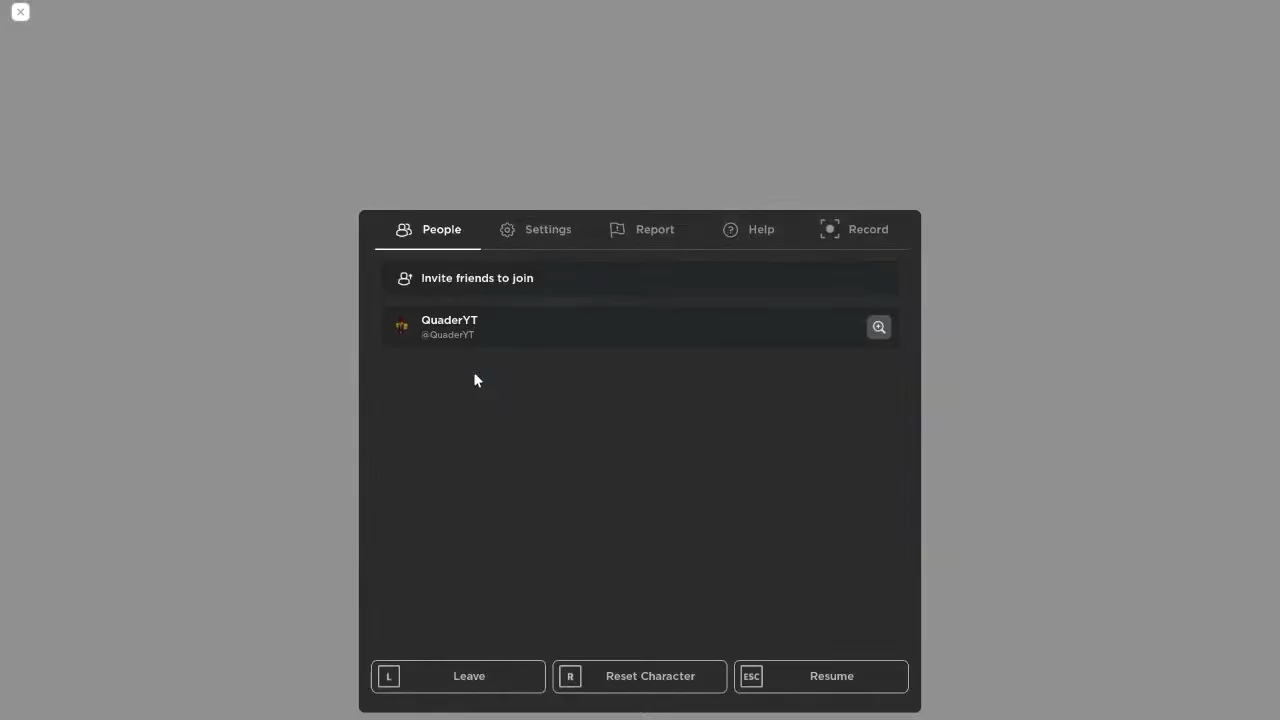 People
Settings
Report
Help
Record
Invite friends to join
QuaderYT
@QuaderYT
L
Leave
R
Reset Character
ESC
Resume